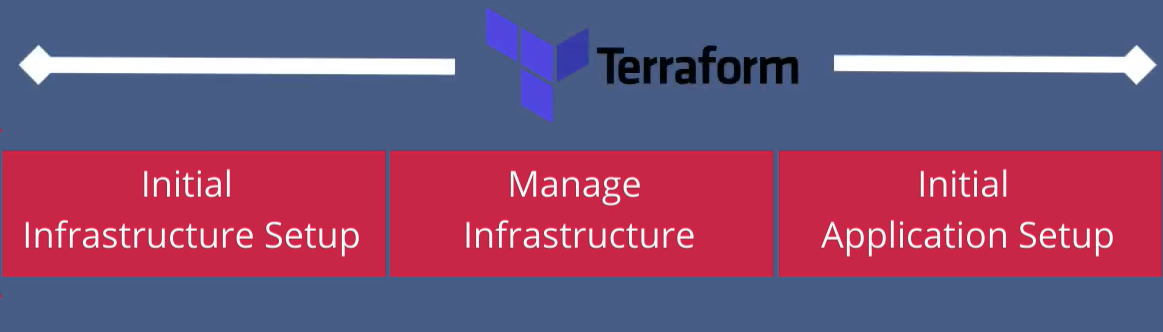 Terraform
Initial
Infrastructure Setup
Manage
Infrastructure
Initial
Application Setup